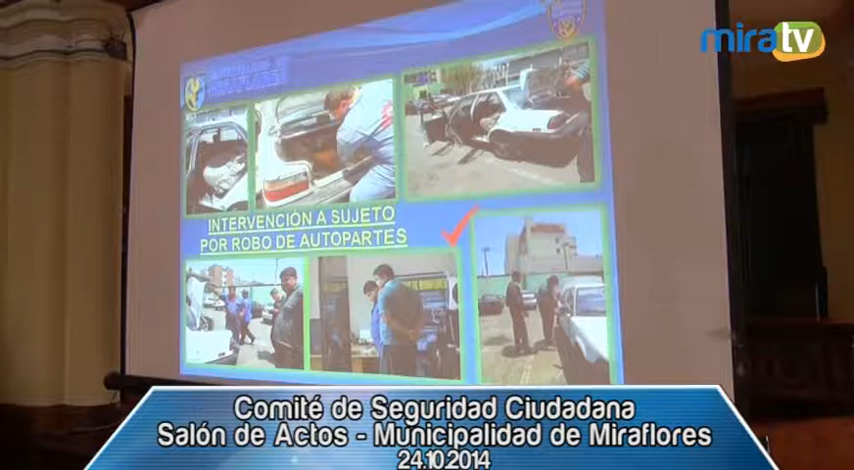 miratv
INTERVENCIÓN A SUJETO
POR ROBO DE AUTOPARTES
Comité de Seguridad Ciudadana
Salón de Actos - Municipalidad de Miraflores
24.10.2014